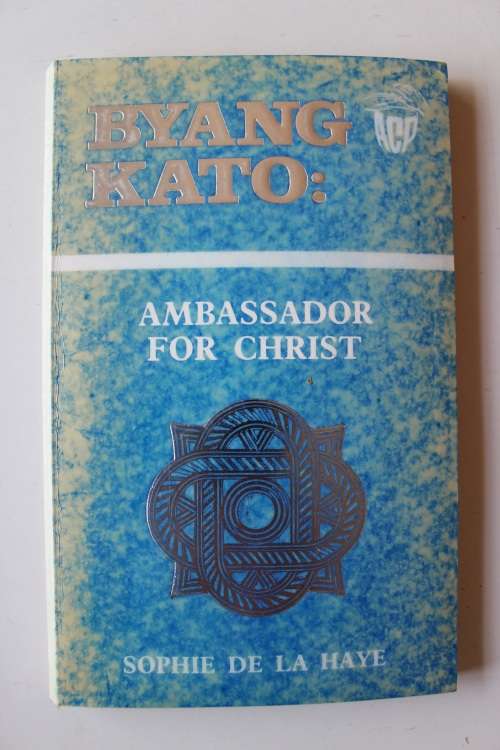 BYANG
KATO:
ACP
AMBASSADOR
FOR CHRIST
SOPHIE DE LA HAYE